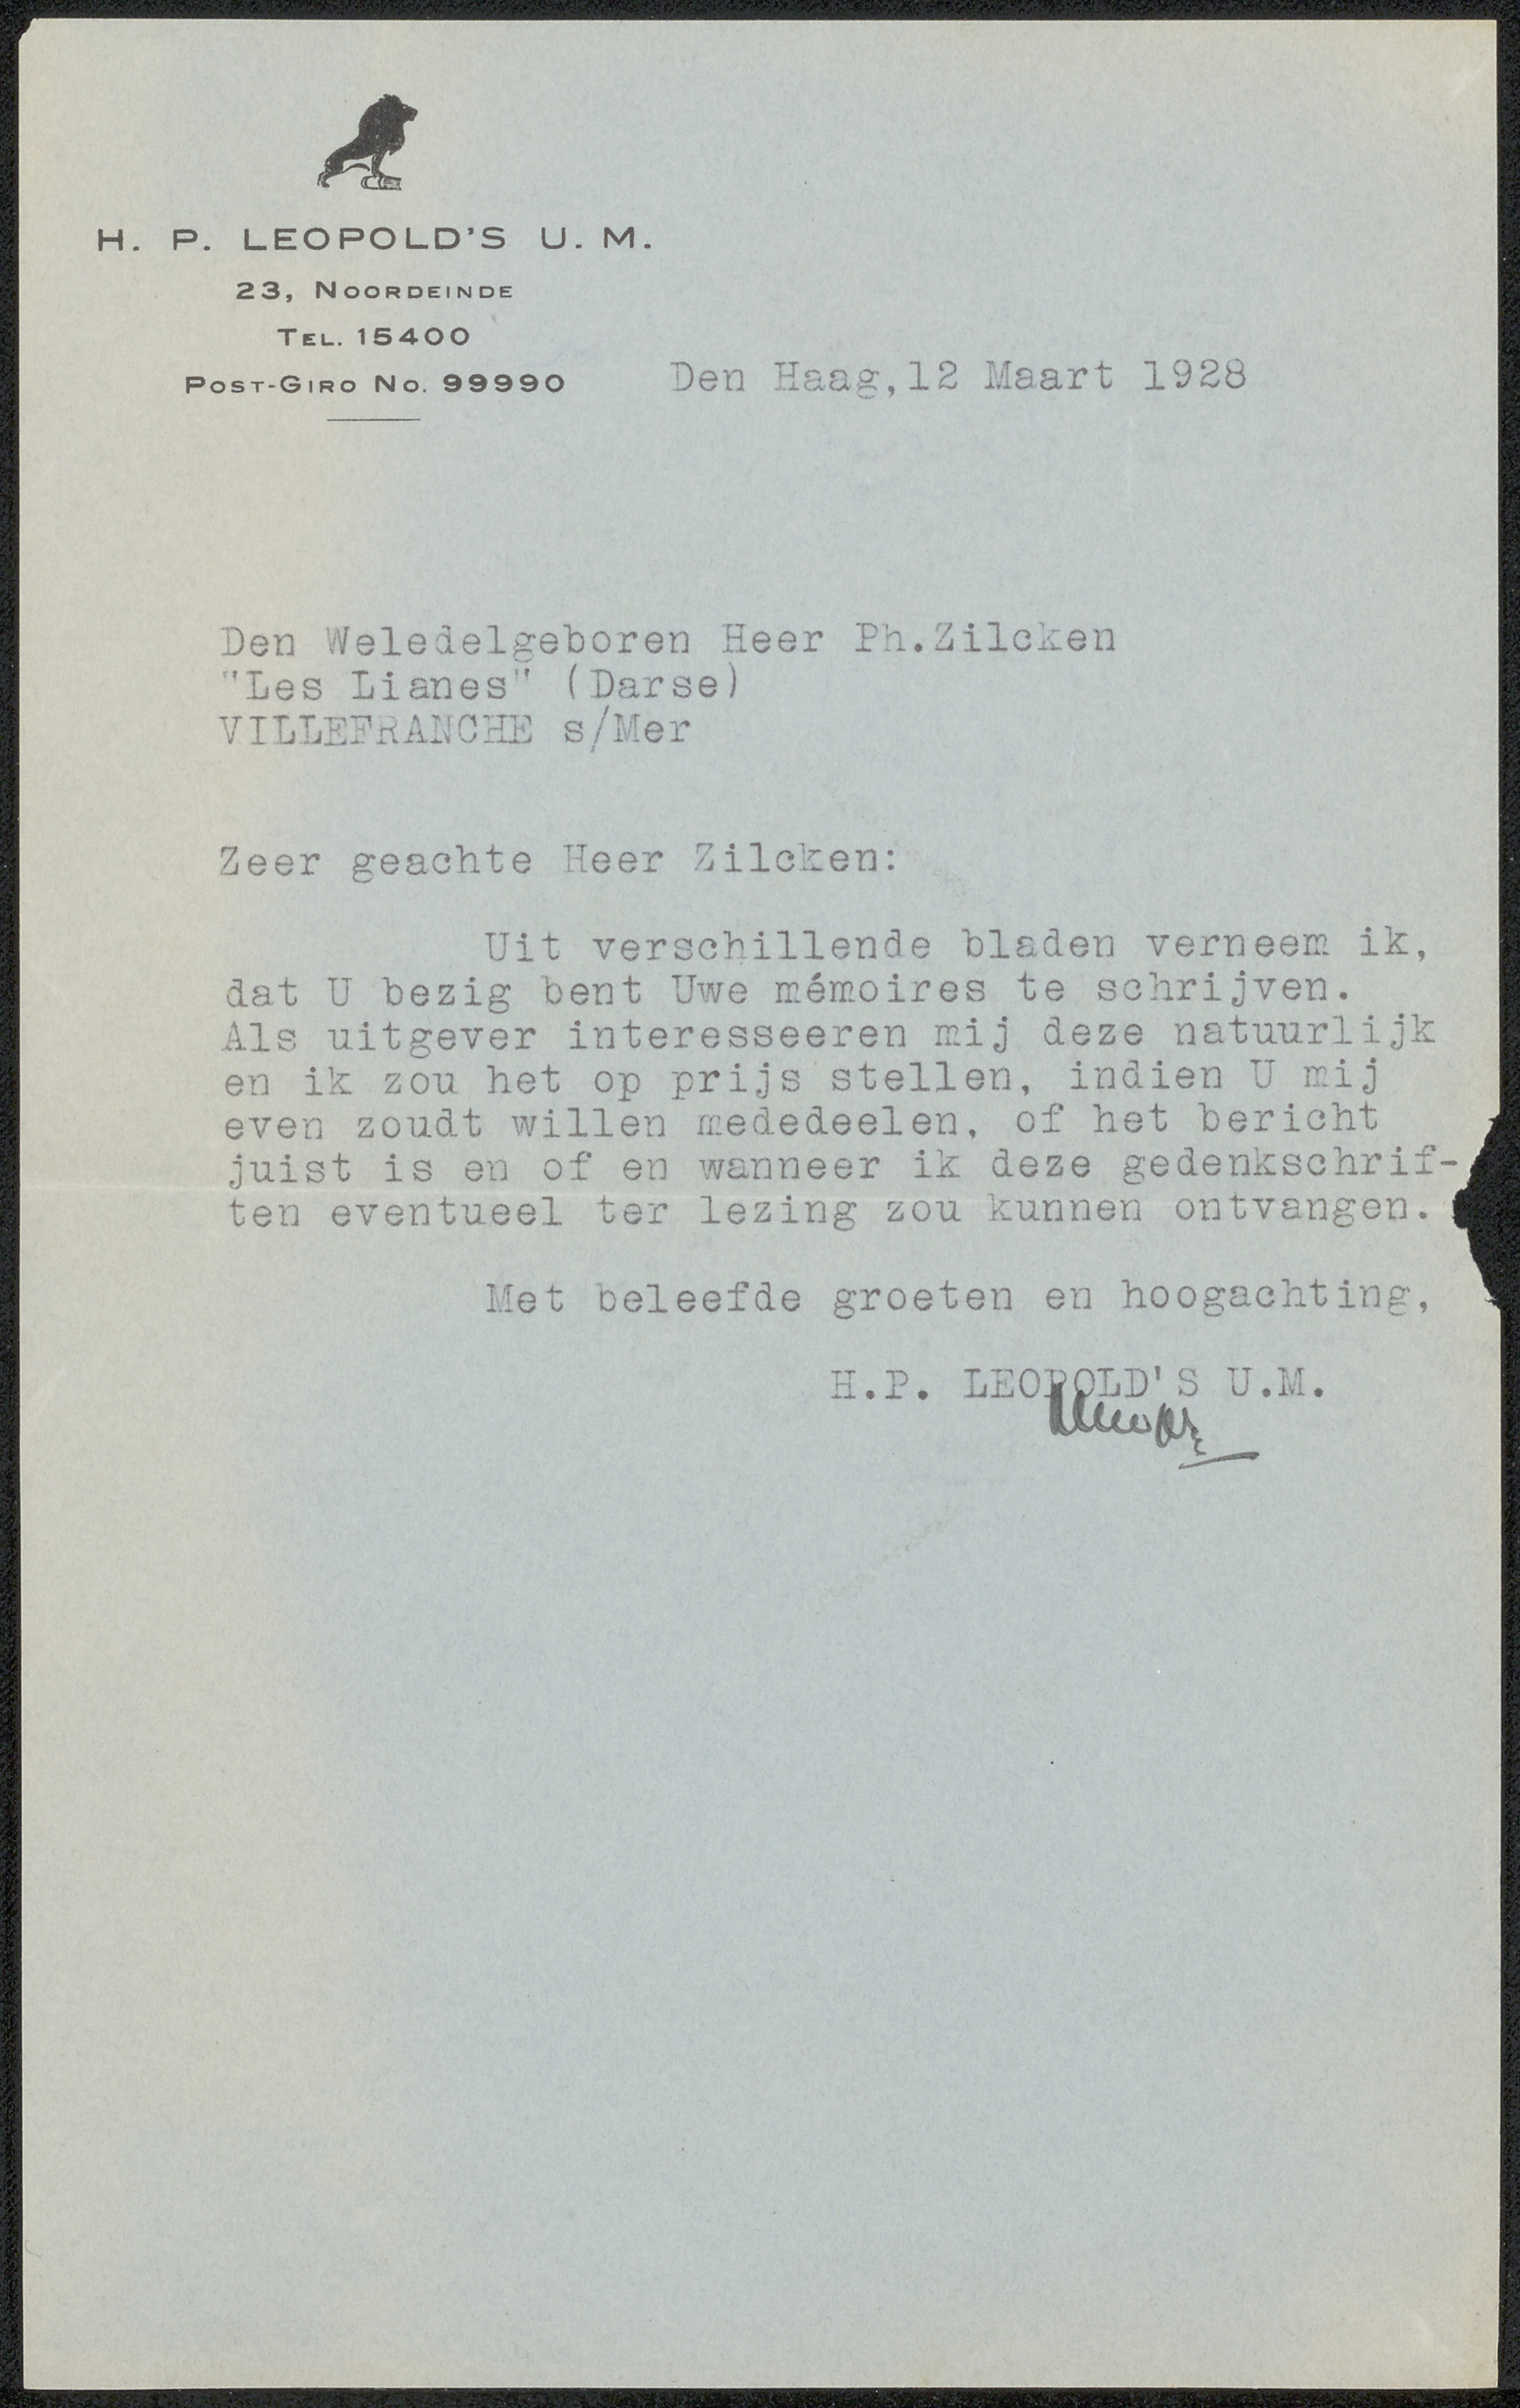 H. P. LEOPOLD'S U. M.
23, NOORDEINDE
TEL. 15400
POST-GIRO NO. 99990
Den Haag, 12 Maart 1928
Den Weledelgeboren Heer Ph.Zilcken
"Les Lianes" (Darse)
VILLEFRANCHE s/Mer
Zeer geachte Heer Zilcken:
Uit verschillende bladen verneem ik,
dat U bezig bent Uwe mémoires te schrijven.
Als uitgever interesseeren mij deze natuurlijk
en ik zou het op prijs stellen, indien U mij
even zoudt willen mededeelen, of het bericht
juist is en of en wanneer ik deze gedenkschrif-
ten eventueel ter lezing zou kunnen ontvangen.
Met beleefde groeten en hoogachting,
H.P. LEOPOLD'S U.M.